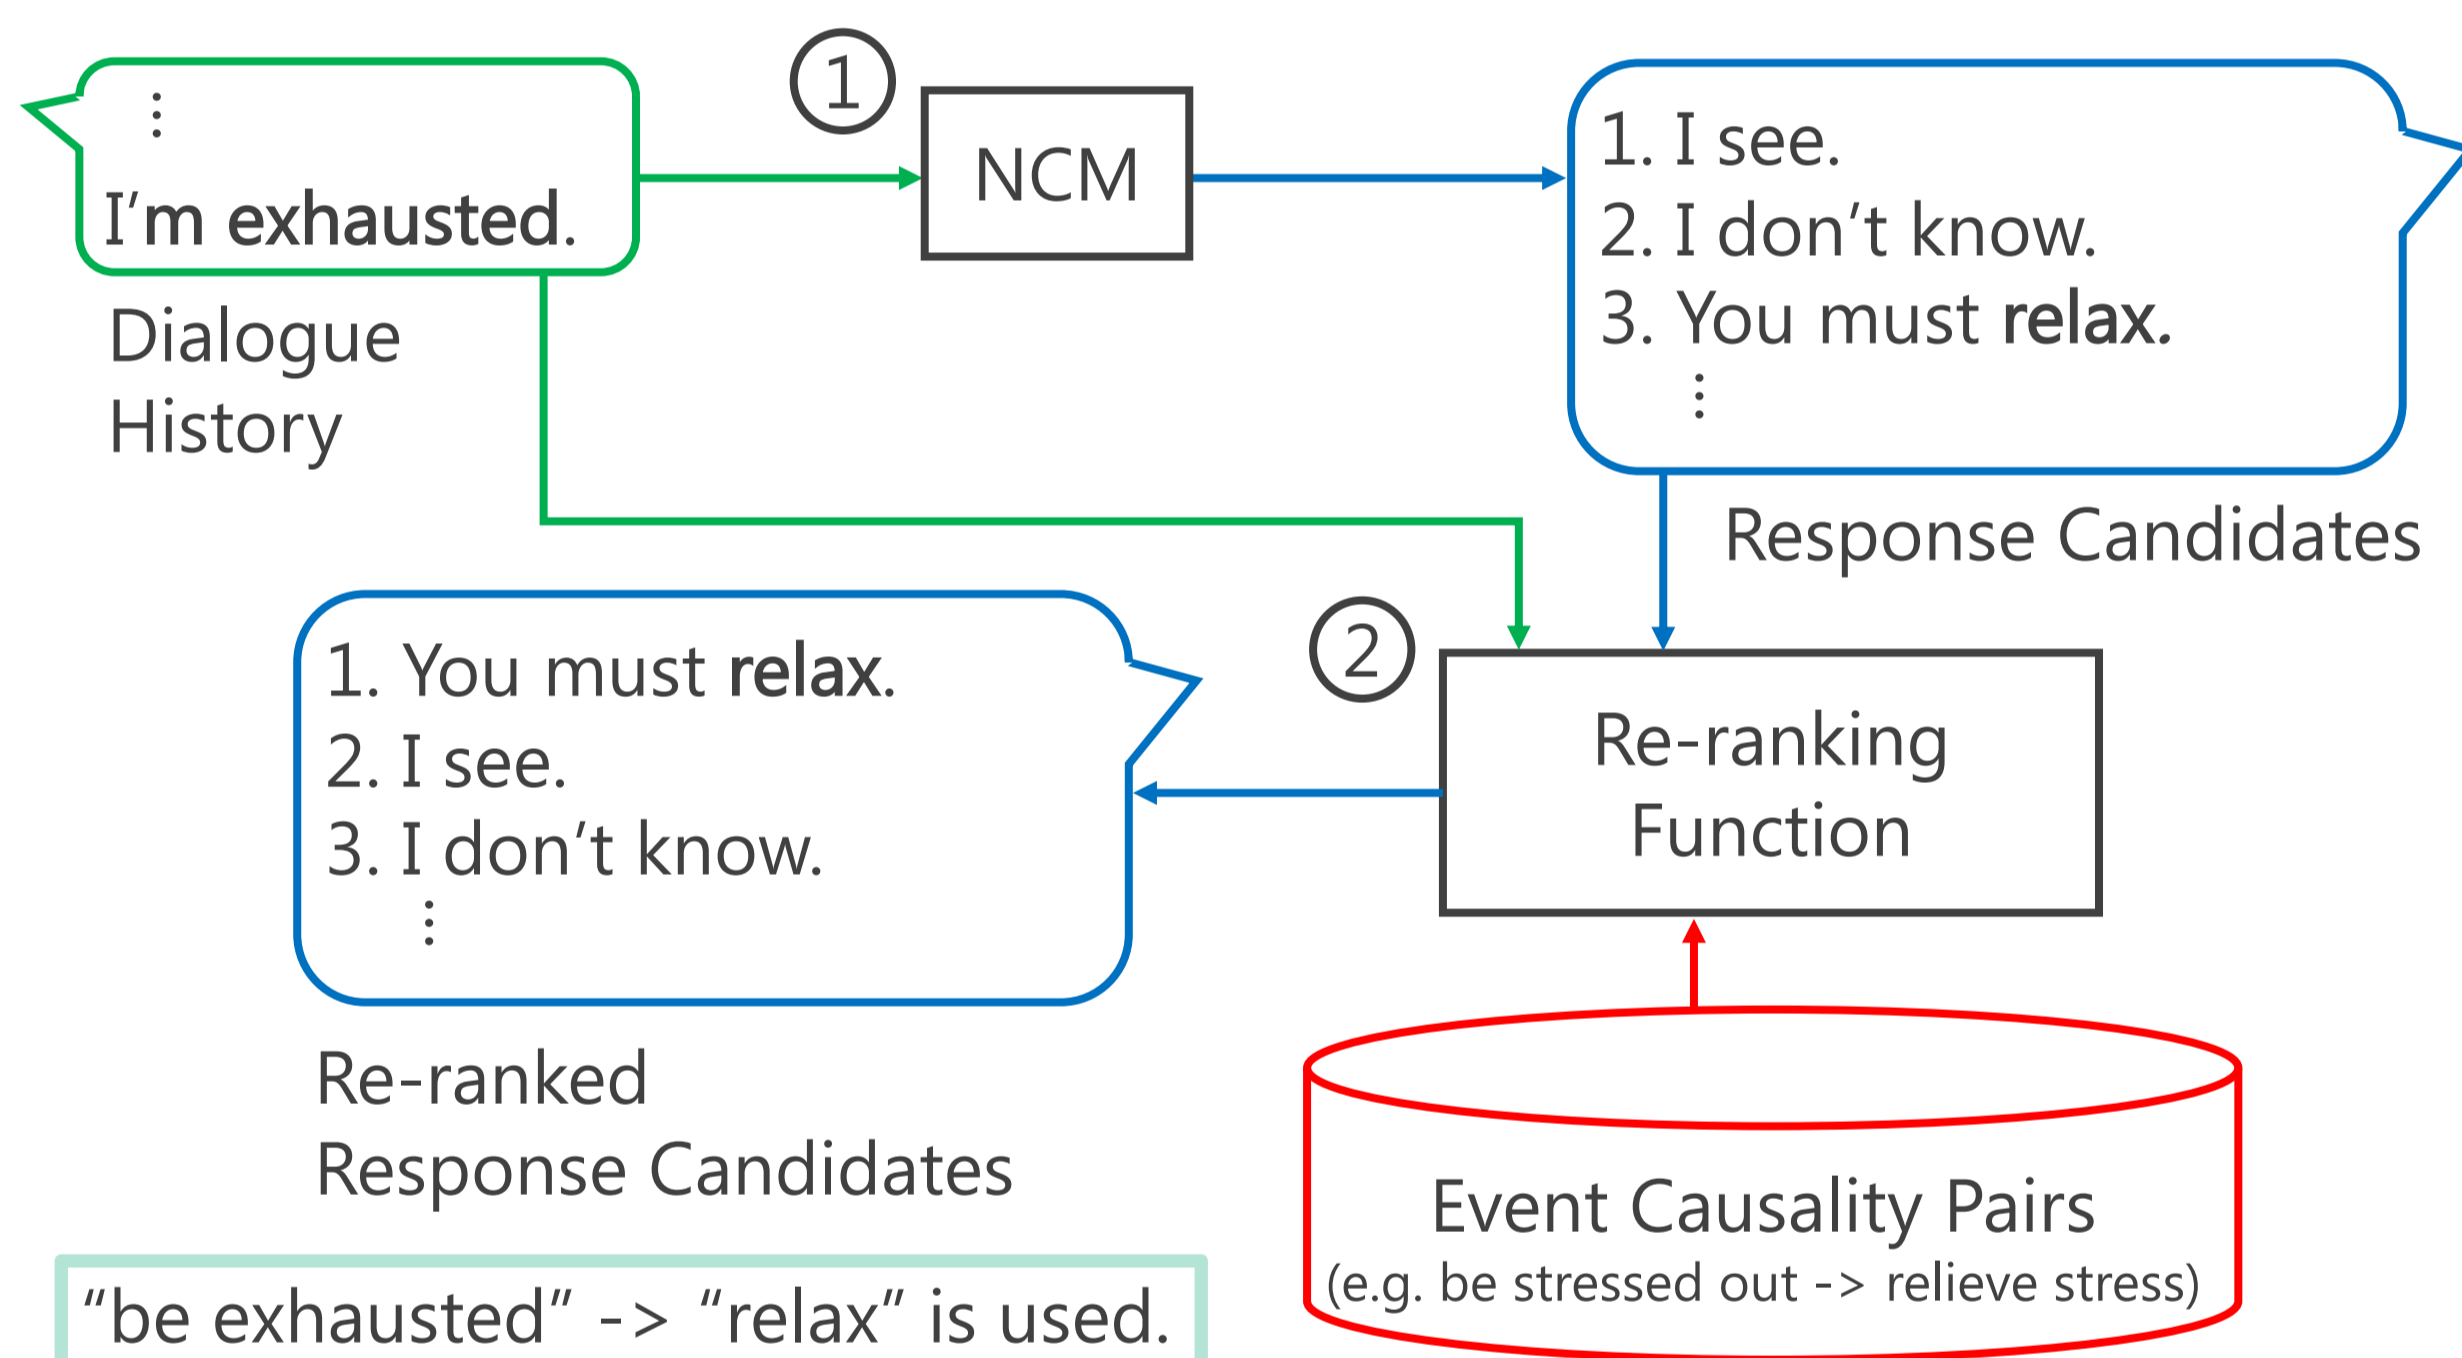 ⋮
I'm exhausted.
Dialogue
History
1
NCM
1. I see.
2. I don't know.
3. You must relax.
⋮
Response Candidates
2
Re-ranking
Function
1. You must relax.
2. I see.
3. I don't know.
⋮
Re-ranked
Response Candidates
Event Causality Pairs
(e.g. be stressed out -> relieve stress)
"be exhausted" -> "relax" is used.